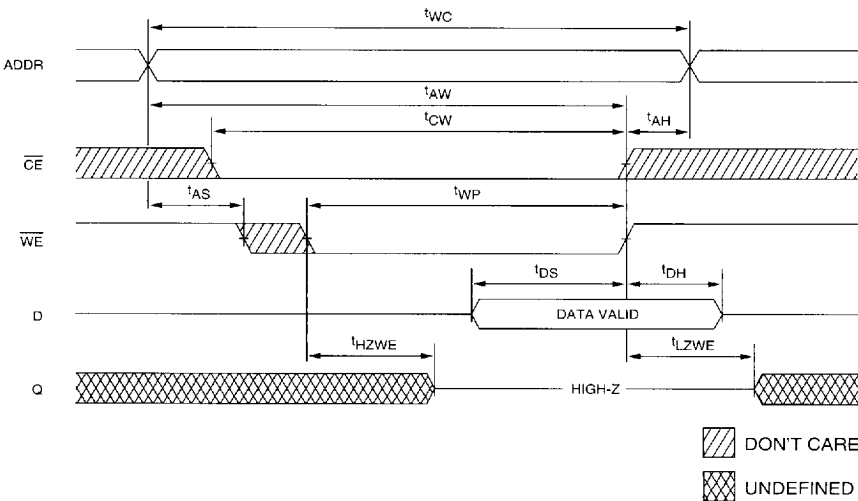 tWC
ADDR
tAW
tCW
tAH
CE
tAS
tWP
WE
tDS
tDH
D
DATA VALID
tHZWE
tLZWE
Q
HIGH-Z
DON'T CARE
UNDEFINED